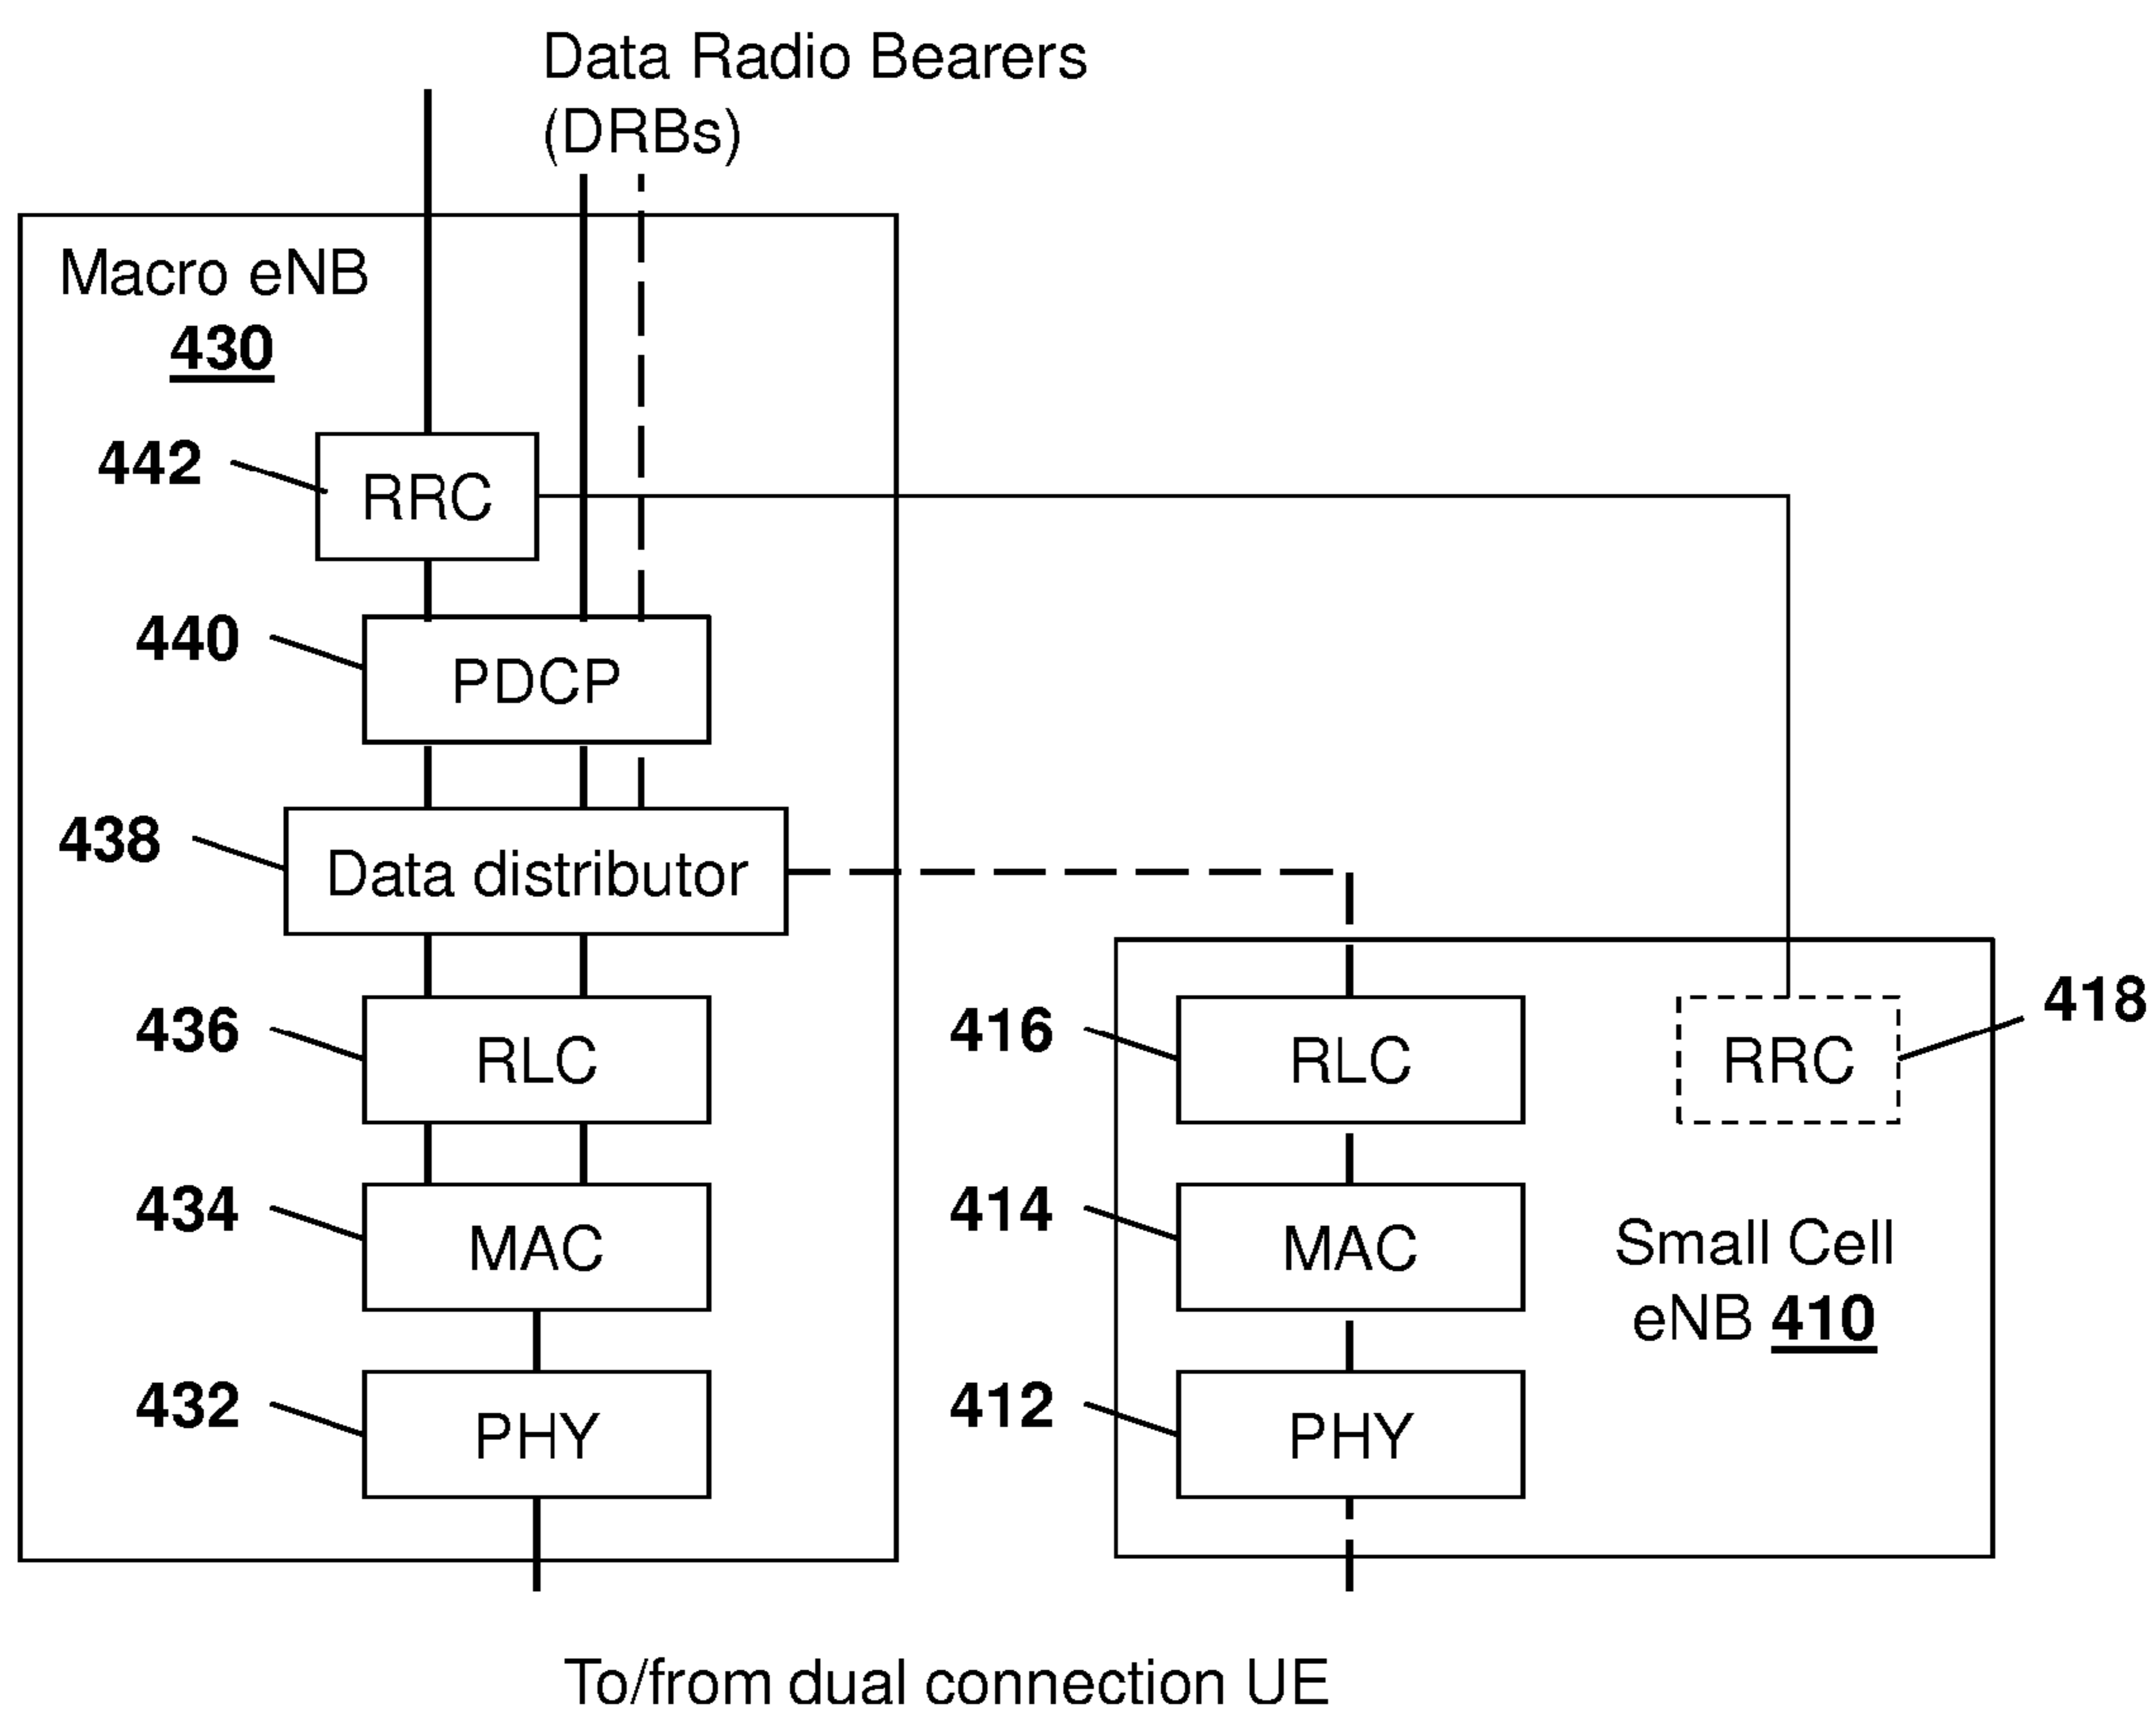 Data Radio Bearers
(DRBs)
Macro eNB
430
442
RRC
440
PDCP
438
Data distributor
436
RLC
416
RLC
RRC
418
434
MAC
414
MAC
Small Cell
eNB 410
432
PHY
412
PHY
To/from dual connection UE